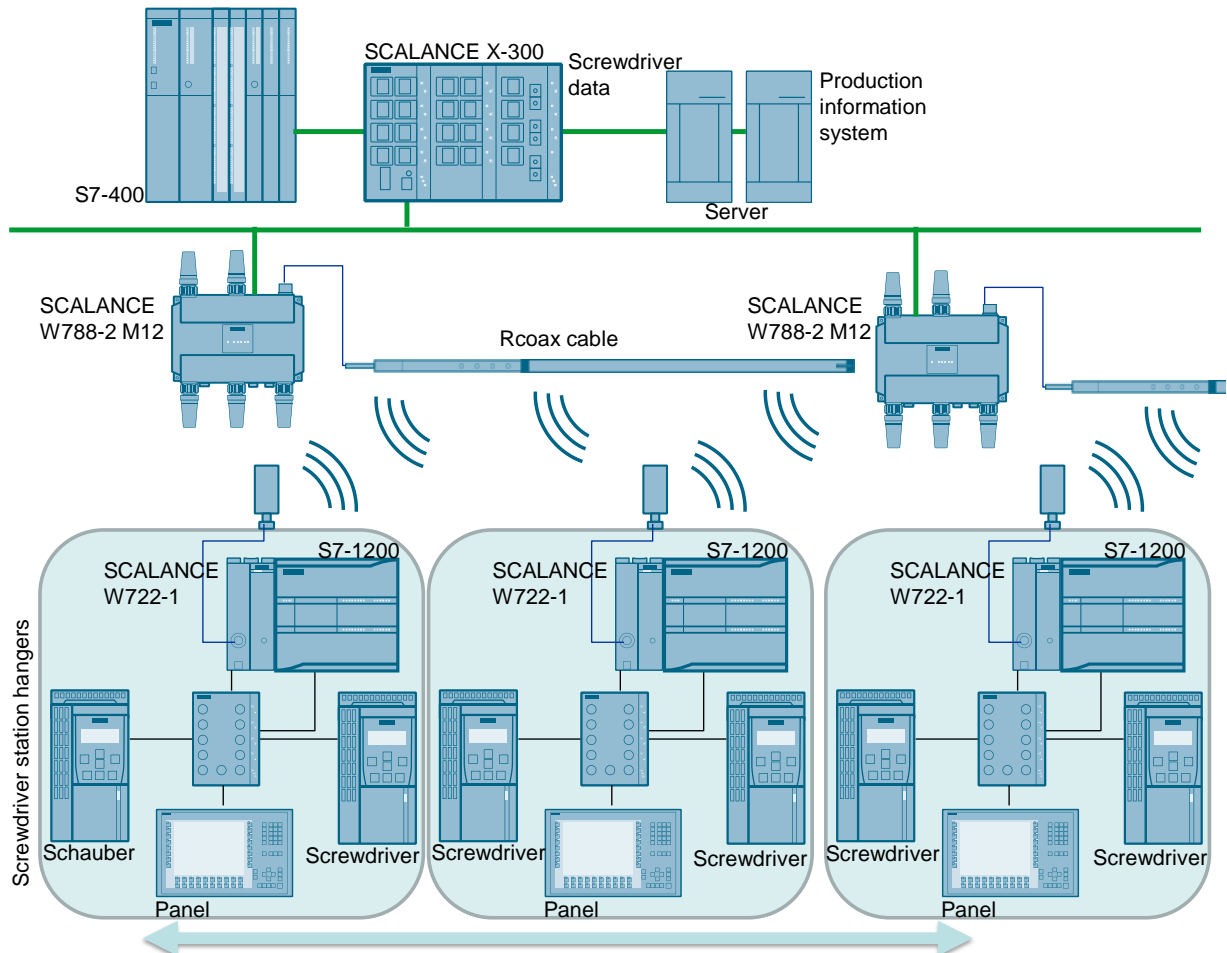 SCALANCE X-300
Screwdriver
data
Production
information
system
S7-400
Server
SCALANCE
W788-2 M12
Rcoax cable
SCALANCE
W788-2 M12
S7-1200
SCALANCE
W722-1
S7-1200
SCALANCE
W722-1
S7-1200
SCALANCE
W722-1
Screwdriver station hangers
Schauber
Screwdriver
Panel
Screwdriver
Screwdriver
Panel
Screwdriver
Screwdriver
Panel